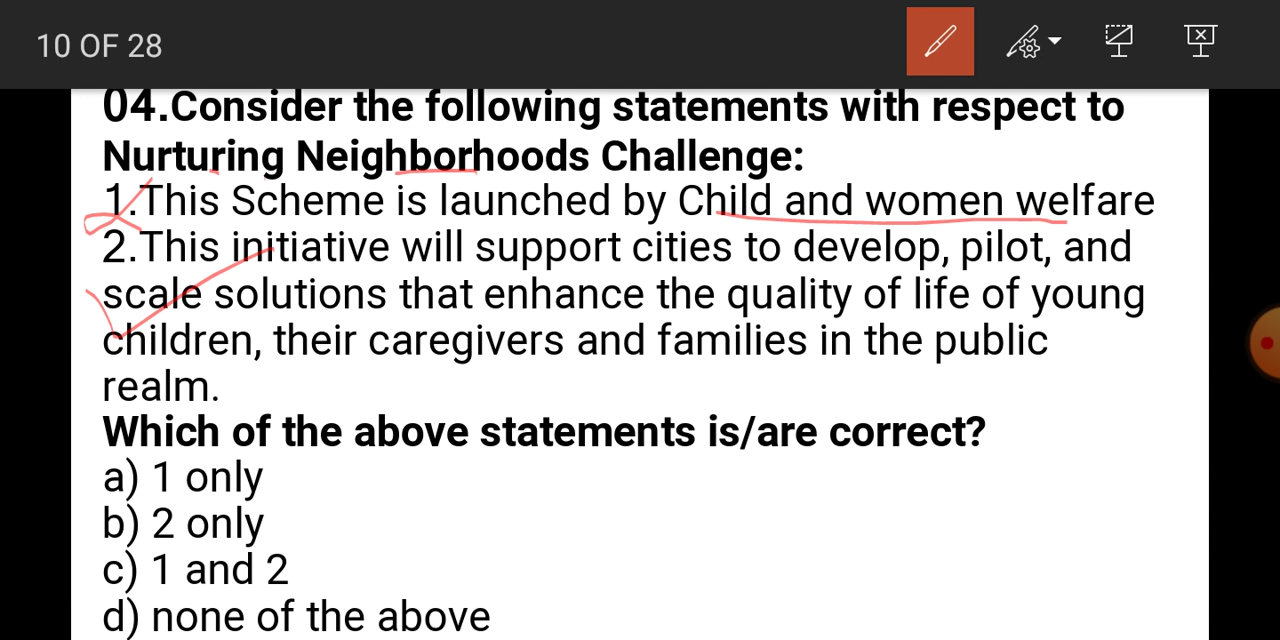 10 OF 28
04.Consider the following statements with respect to
Nurturing Neighborhoods Challenge:
1.This Scheme is launched by Child and women welfare
2.This initiative will support cities to develop, pilot, and
scale solutions that enhance the quality of life of young
children, their caregivers and families in the public
realm.
Which of the above statements is/are correct?
a) 1 only
b) 2 only
c) 1 and 2
d) none of the above